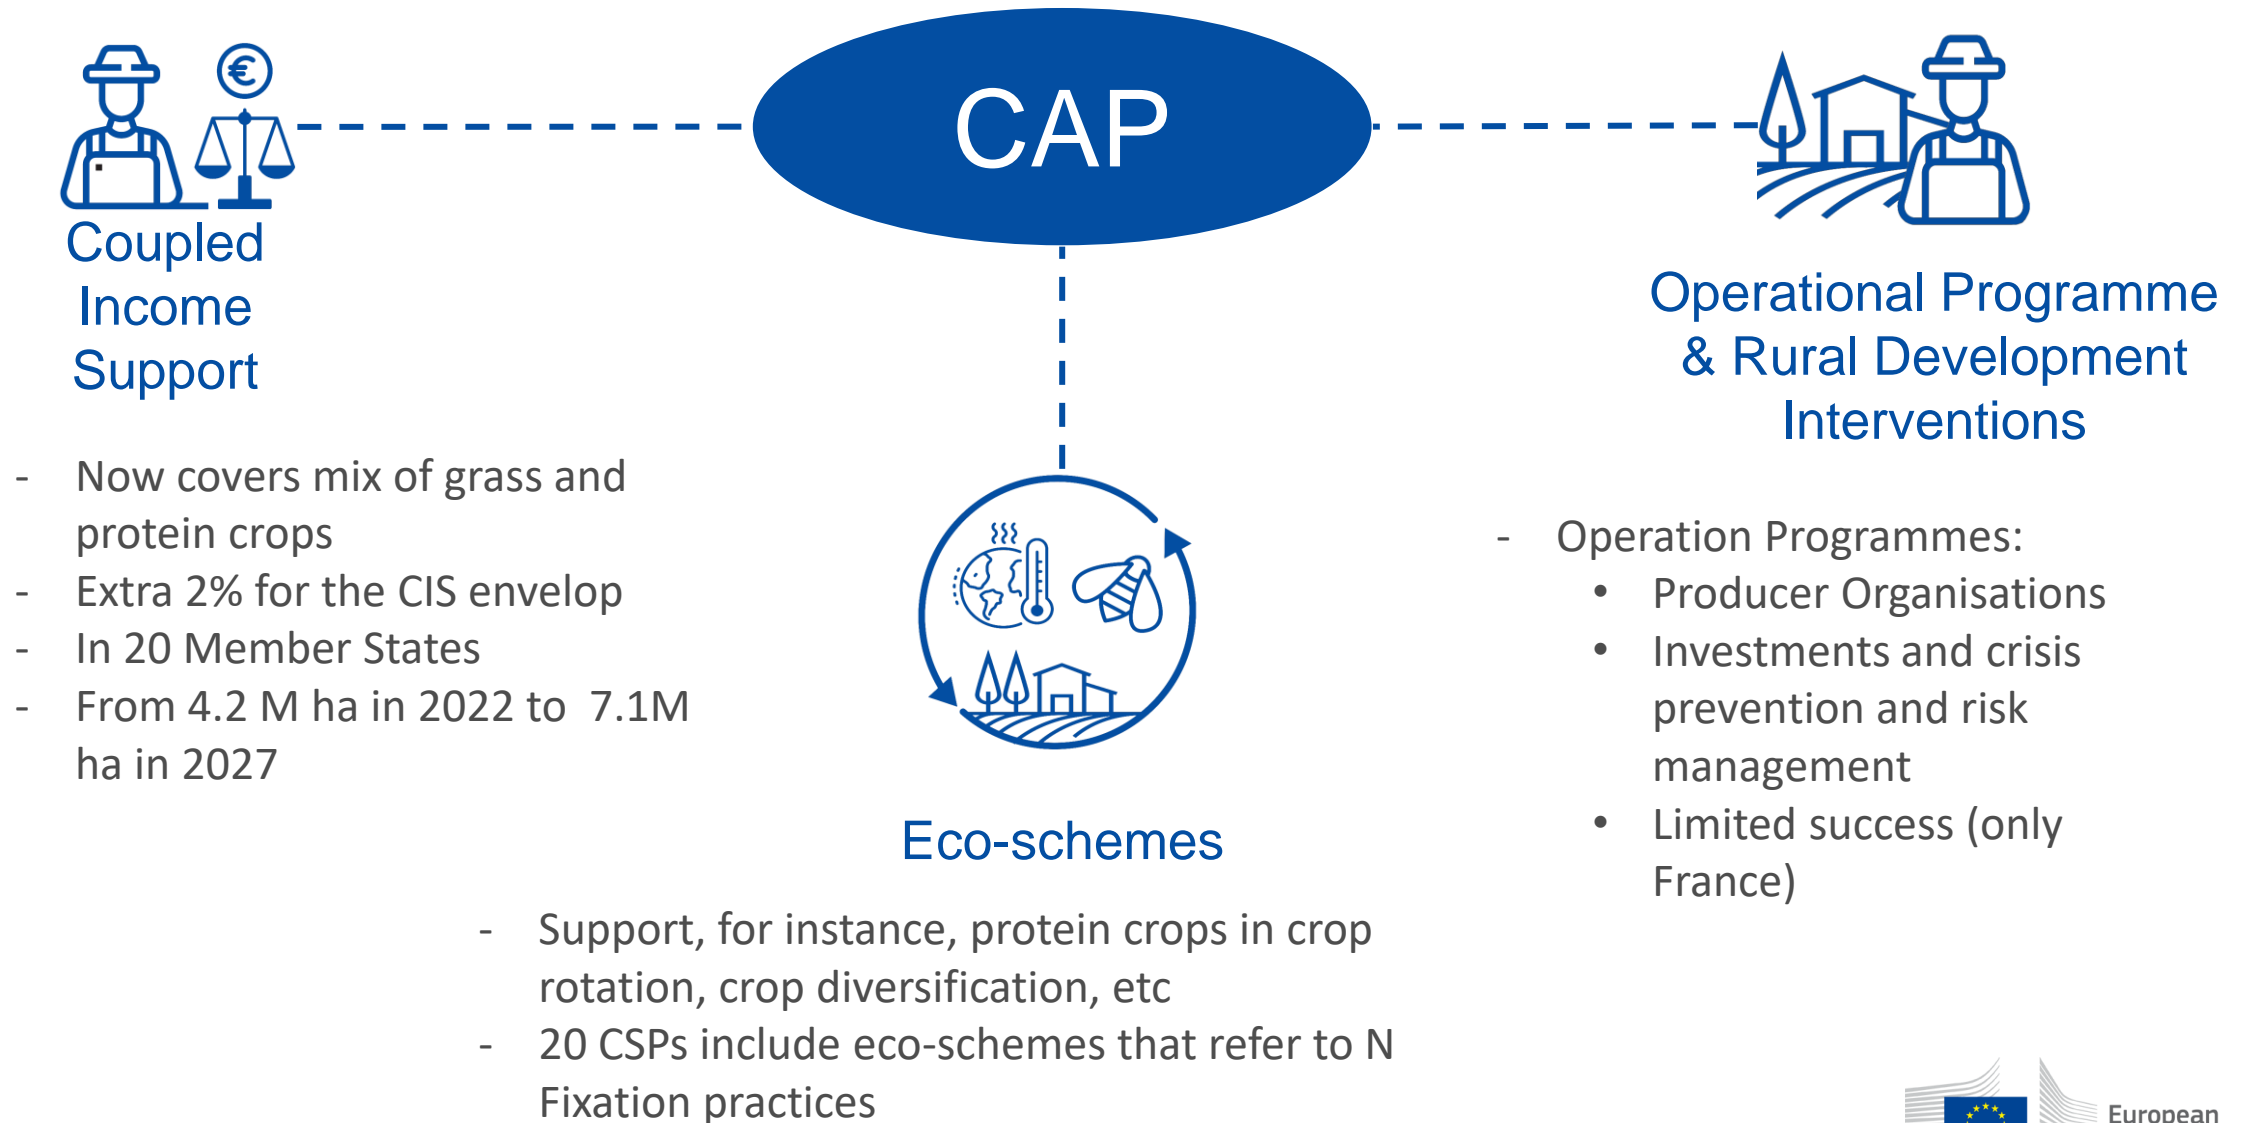 CAP
Coupled
Income
Support
- Now covers mix of grass and
protein crops
- Extra 2% for the CIS envelop
- In 20 Member States
- From 4.2 M ha in 2022 to 7.1M
ha in 2027
Eco-schemes
- Support, for instance, protein crops in crop
rotation, crop diversification, etc
- 20 CSPs include eco-schemes that refer to N
Fixation practices
Operational Programme
& Rural Development
Interventions
- Operation Programmes:
• Producer Organisations
• Investments and crisis
prevention and risk
management
• Limited success (only
France)
European